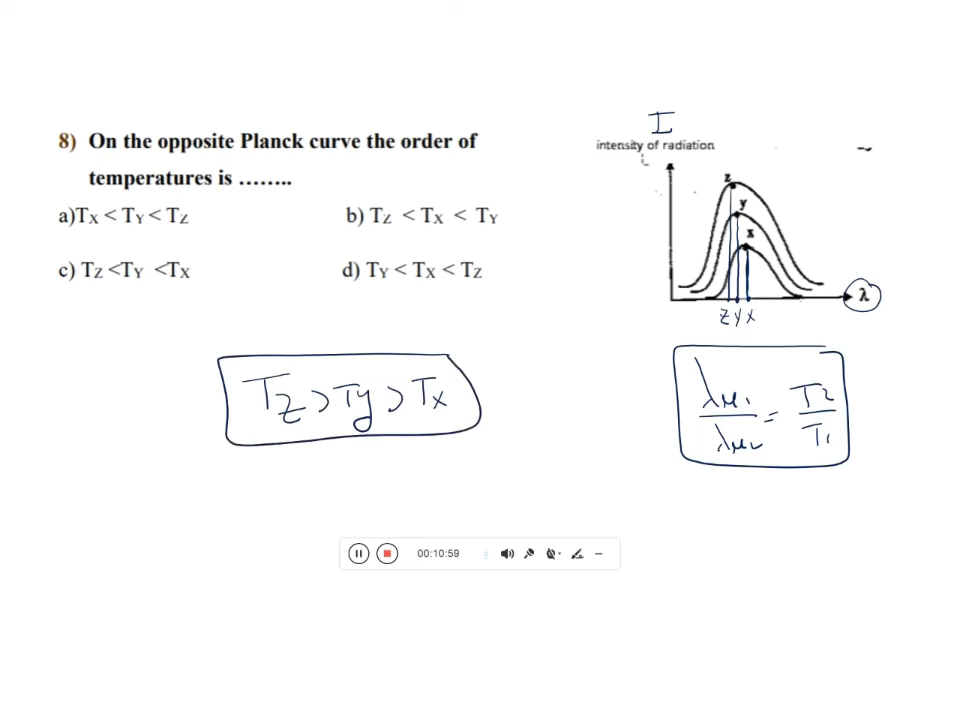 8) On the opposite Planck curve the order of
temperatures is ........
a)TX < TY < TZ
b) TZ < TX < TY
c) TZ <TY <TX
d) TY < TX < TZ
I
intensity of radiation
z
y
x
λ
Z Y X
TZ > Ty > Tx
λM1 / λM2 = T2 / T1
00:10:59